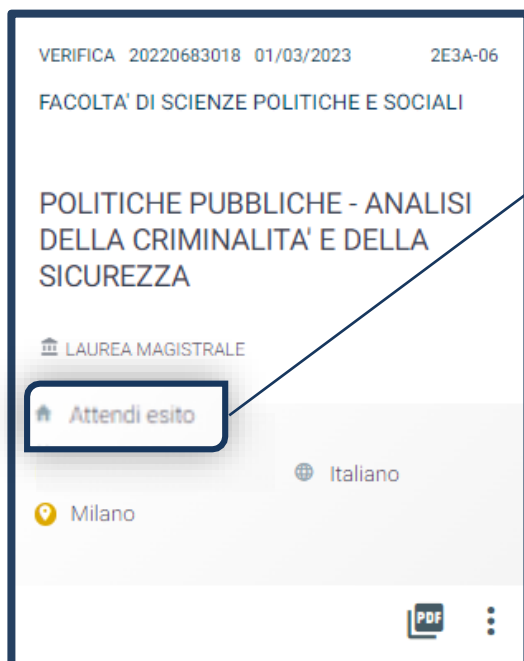 VERIFICA 20220683018 01/03/2023 2E3A-06
FACOLTA' DI SCIENZE POLITICHE E SOCIALI
POLITICHE PUBBLICHE - ANALISI
DELLA CRIMINALITA' E DELLA
SICUREZZA
LAUREA MAGISTRALE
Attendi esito
Italiano
Milano
PDF